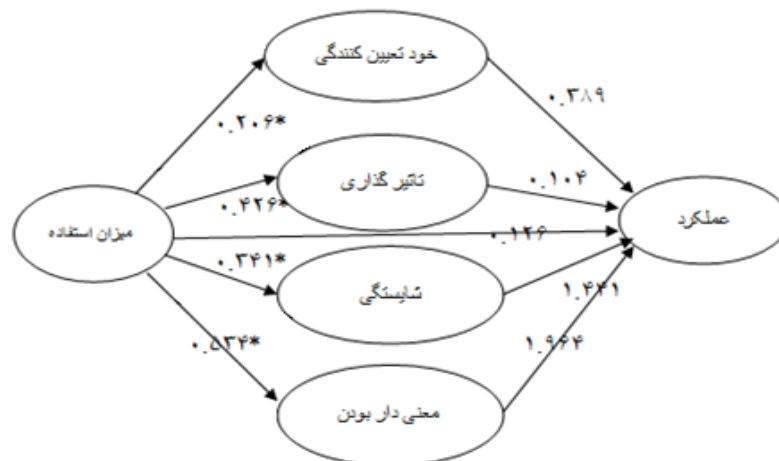 خود تعیین کنندگی
۰.۳۸۹
۰.۲۰۶*
تاثیر گذاری
۰.۱۰۴
۰.۴۲۶*
عملکرد
میزان استفاده
۰.۱۲۶
۰.۳۴۱*
شایستگی
۱.۴۴۱
۰.۵۳۴*
۱.۹۶۴
معنی دار بودن